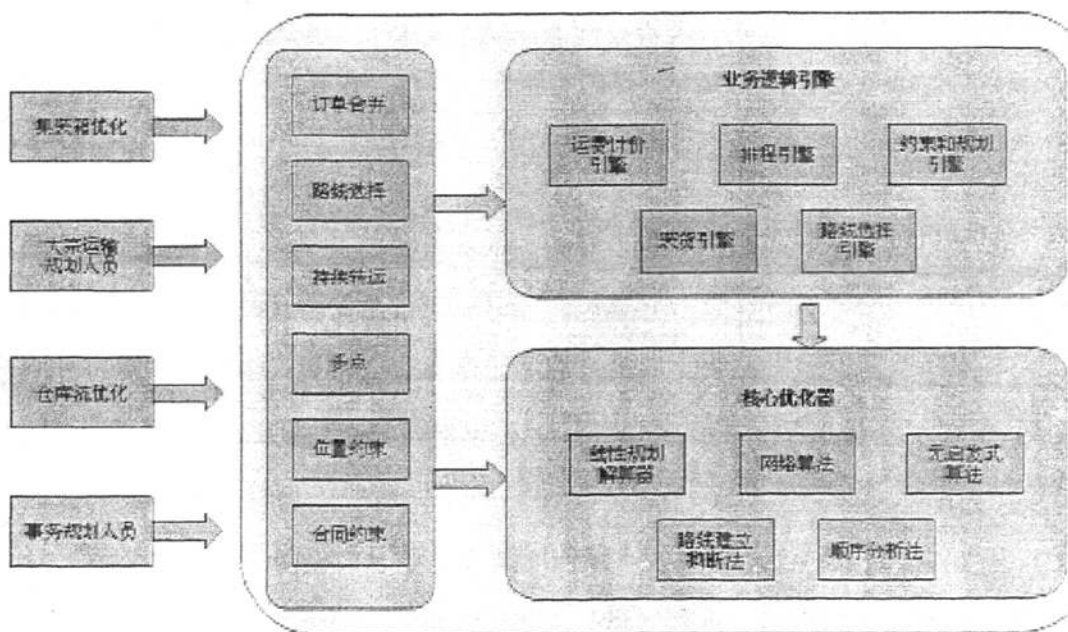 集装箱优化
大宗运输
规划人员
仓库流优化
事务规划人员
订单合并
路线选择
持续转运
多点
位置约束
合同约束
业务逻辑引擎
运费计价
引擎
排程引擎
约束和规划
引擎
装货引擎
路线选择
引擎
核心优化器
线性规划
解算器
网络算法
元启发式
算法
路线建立
判断法
顺序分析法